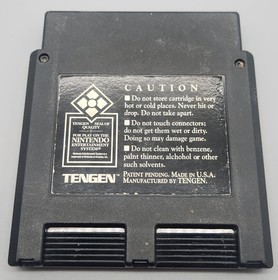 CAUTION
■ Do not store cartridge in very
hot or cold places. Never hit or
drop. Do not take apart.
■ Do not touch connectors;
do not get them wet or dirty.
Doing so may damage game.
■ Do not clean with benzene,
paint thinner, alchohol or other
such solvents.
TENGEN SEAL OF
QUALITY
FOR PLAY ON THE
NINTENDO
ENTERTAINMENT
SYSTEM®
TENGEN™
PATENT PENDING. MADE IN U.S.A.
MANUFACTURED BY TENGEN.